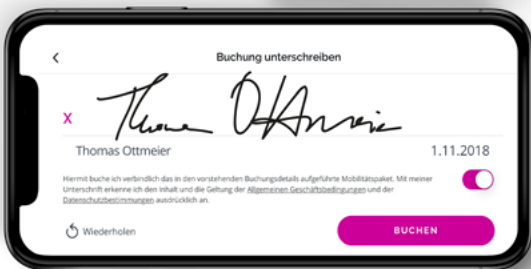 Buchung unterschreiben
X Thomas Ottmeier
Thomas Ottmeier 1.11.2018
Hiermit buche ich verbindlich das in den vorstehenden Buchungsdetails aufgeführte Mobilitätspaket. Mit meiner
Unterschrift erkenne ich den Inhalt und die Geltung der Allgemeinen Geschäftsbedingungen und der
Datenschutzbestimmungen ausdrücklich an.
Wiederholen BUCHEN